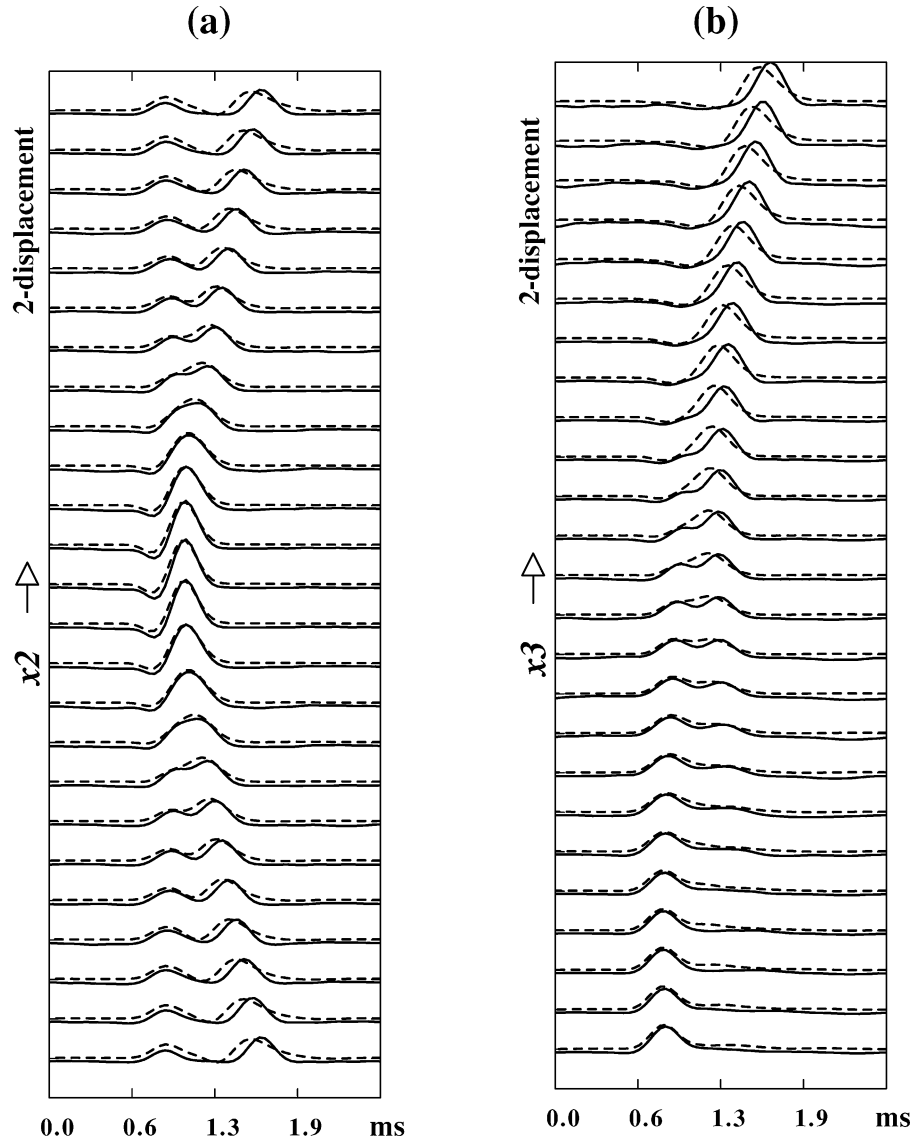 (a)
2-displacement
x2
0.0 0.6 1.3 1.9 ms
(b)
2-displacement
x3
0.0 0.6 1.3 1.9 ms